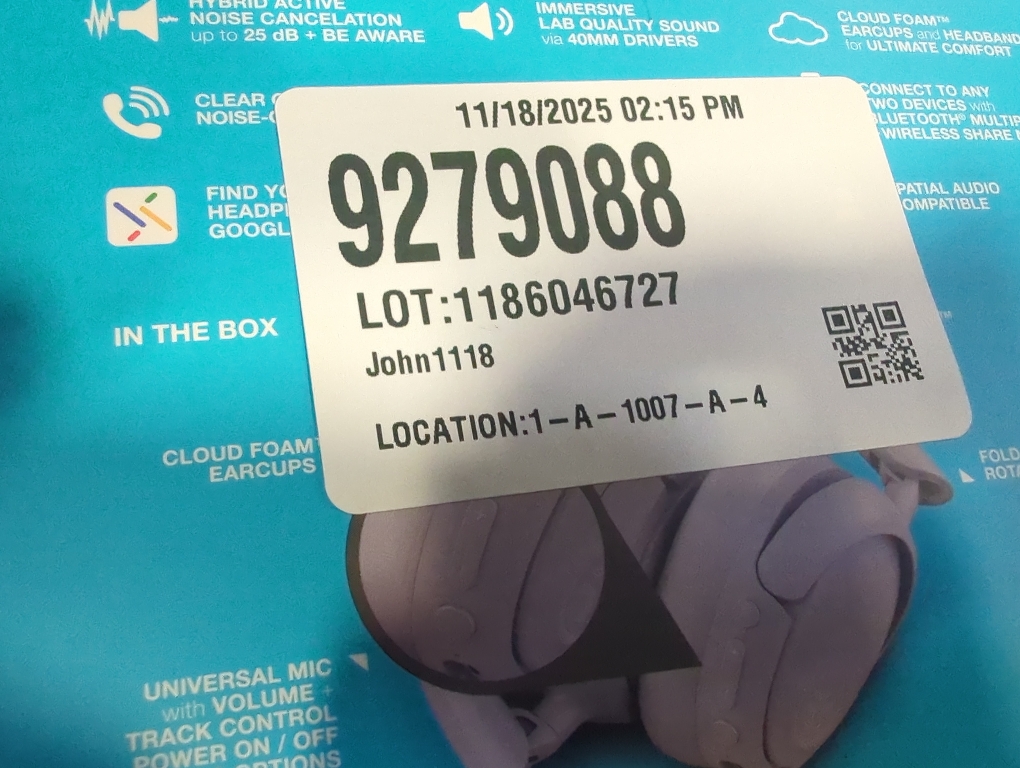 HYBRID ACTIVE
NOISE CANCELATION
up to 25 dB + BE AWARE
IMMERSIVE
LAB QUALITY SOUND
via 40MM DRIVERS
CLOUD FOAM™
EARCUPS and HEADBAND
for ULTIMATE COMFORT
CLEAR
NOISE-
CONNECT TO ANY
TWO DEVICES with
BLUETOOTH® MULTIP
WIRELESS SHARE
FIND YO
HEADP
GOOGL
PATIAL AUDIO
OMPATIBLE
11/18/2025 02:15 PM
9279088
LOT:1186046727
John1118
LOCATION:1-A-1007-A-4
IN THE BOX
CLOUD FOAM
EARCUPS
FOLD
ROTA
UNIVERSAL MIC
with VOLUME +
TRACK CONTROL
POWER ON / OFF
OPTIONS